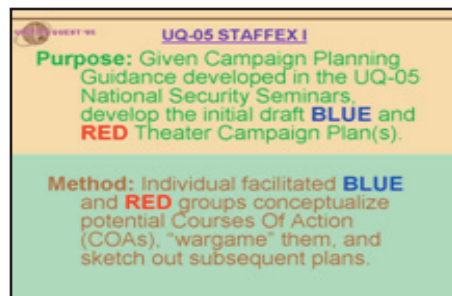 UQ-05 STAFFEX I
Purpose: Given Campaign Planning
Guidance developed in the UQ-05
National Security Seminars,
develop the initial draft BLUE and
RED Theater Campaign Plan(s).
Method: Individual facilitated BLUE
and RED groups conceptualize
potential Courses Of Action
(COAs), "wargame" them, and
sketch out subsequent plans.